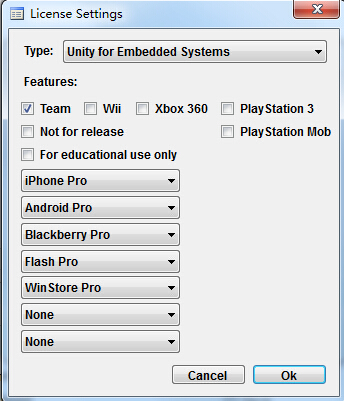 License Settings
Type: Unity for Embedded Systems
Features:
Team Wii Xbox 360 PlayStation 3
Not for release PlayStation Mob
For educational use only
iPhone Pro
Android Pro
Blackberry Pro
Flash Pro
WinStore Pro
None
None
Cancel Ok